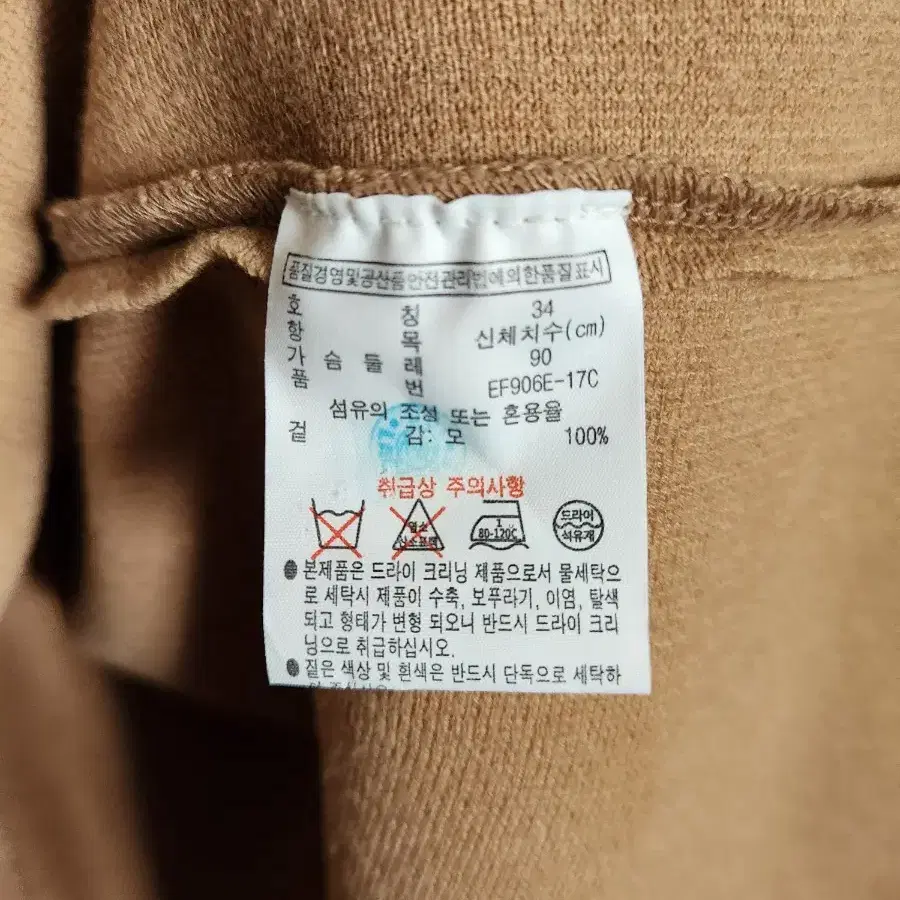 품질경영및공산품안전관리법에의한품질표시
호 칭 34
항 목 신체치수(cm)
가 슴 둘 레 90
품 번 EF906E-17C
섬유의 조성 또는 혼용율
겉 감: 모 100%
취급상 주의사항
염소 1 드라이
산소표백 80-120℃ 석유계
● 본제품은 드라이 크리닝 제품으로서 물세탁으
로 세탁시 제품이 수축, 보푸라기, 이염, 탈색
되고 형태가 변형 되오니 반드시 드라이 크리
닝으로 취급하십시오.
● 짙은 색상 및 흰색은 반드시 단독으로 세탁하